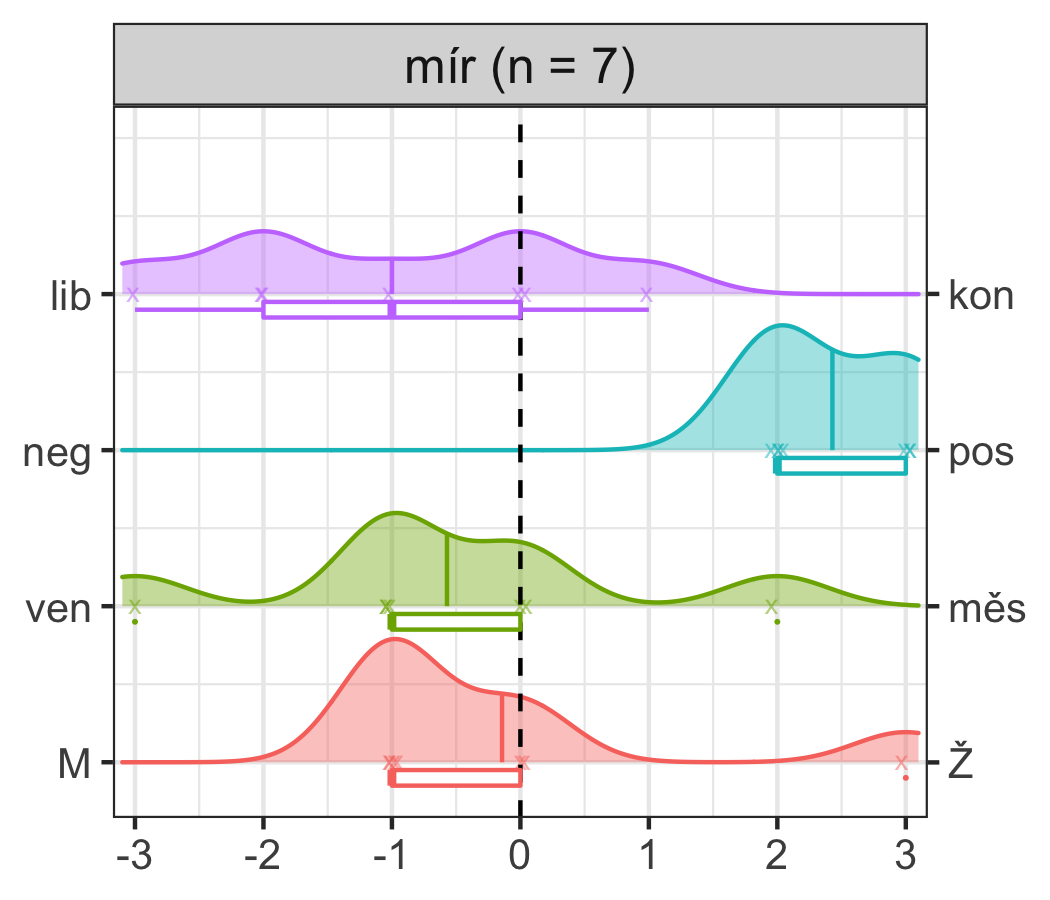 mír (n = 7)
lib kon
neg pos
ven měs
M Ž
-3 -2 -1 0 1 2 3